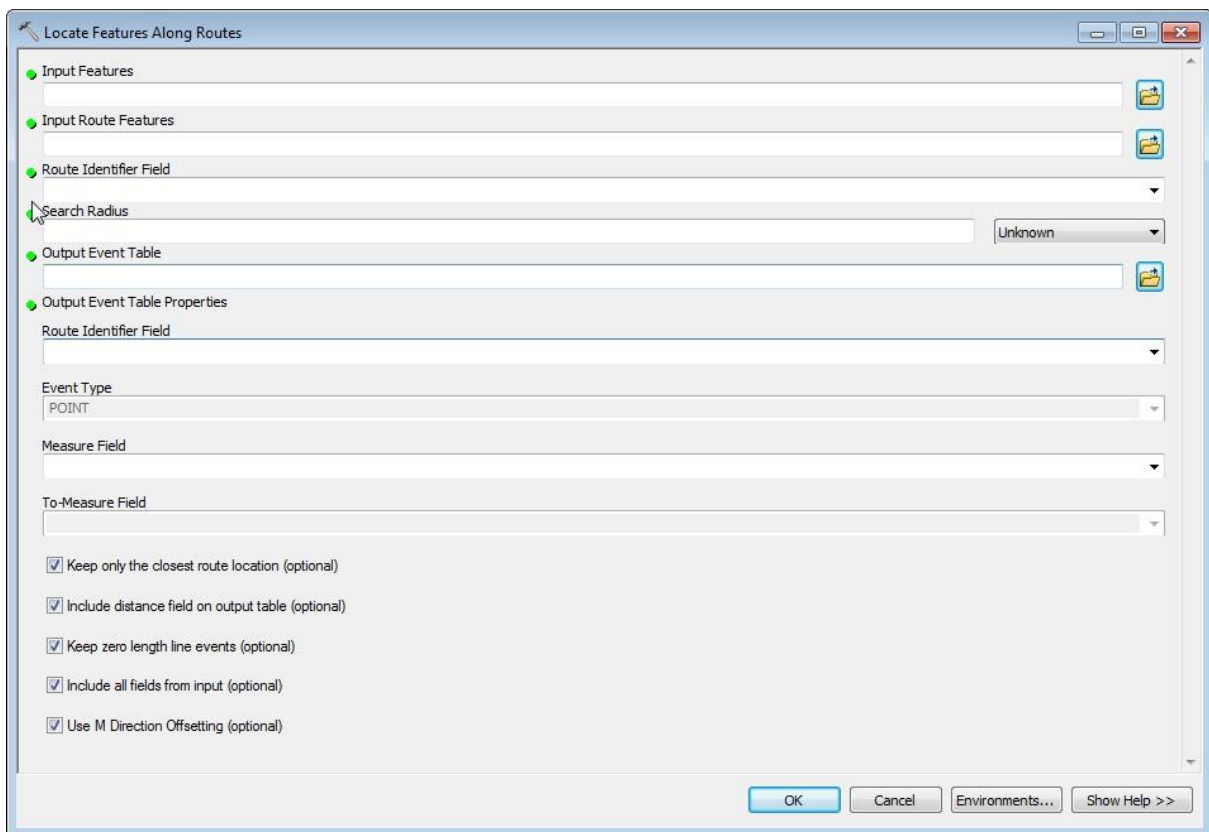 Locate Features Along Routes
Input Features
Input Route Features
Route Identifier Field
Search Radius
Unknown
Output Event Table
Output Event Table Properties
Route Identifier Field
Event Type
POINT
Measure Field
To-Measure Field
Keep only the closest route location (optional)
Include distance field on output table (optional)
Keep zero length line events (optional)
Include all fields from input (optional)
Use M Direction Offsetting (optional)
OK Cancel Environments... Show Help >>